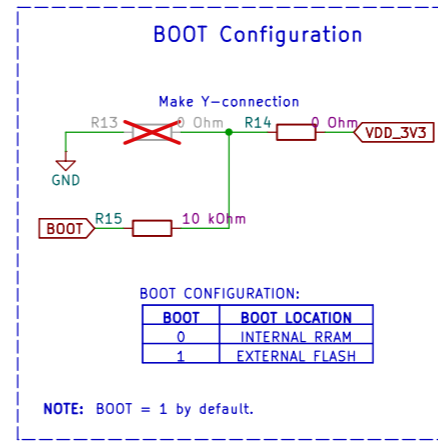 BOOT Configuration
Make Y-connection
R13 0 Ohm R14 0 Ohm VDD_3V3
GND
BOOT R15 10 kOhm
BOOT CONFIGURATION:
BOOT BOOT LOCATION
0 INTERNAL RRAM
1 EXTERNAL FLASH
NOTE: BOOT = 1 by default.